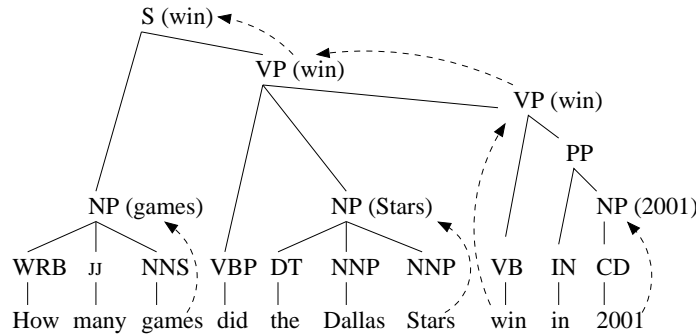 S (win)
VP (win)
VP (win)
PP
NP (games) NP (Stars) NP (2001)
WRB JJ NNS VBP DT NNP NNP VB IN CD
How many games did the Dallas Stars win in 2001